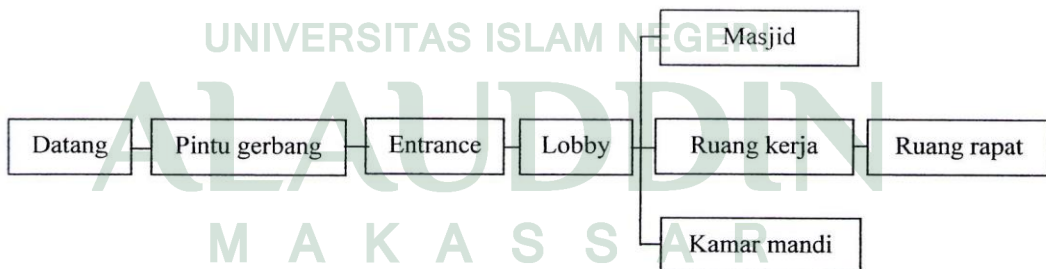 UNIVERSITAS ISLAM NEGERI
Masjid
ALAUDDIN
Datang
Pintu gerbang
Entrance
Lobby
Ruang kerja
Ruang rapat
MAKASSAR
Kamar mandi